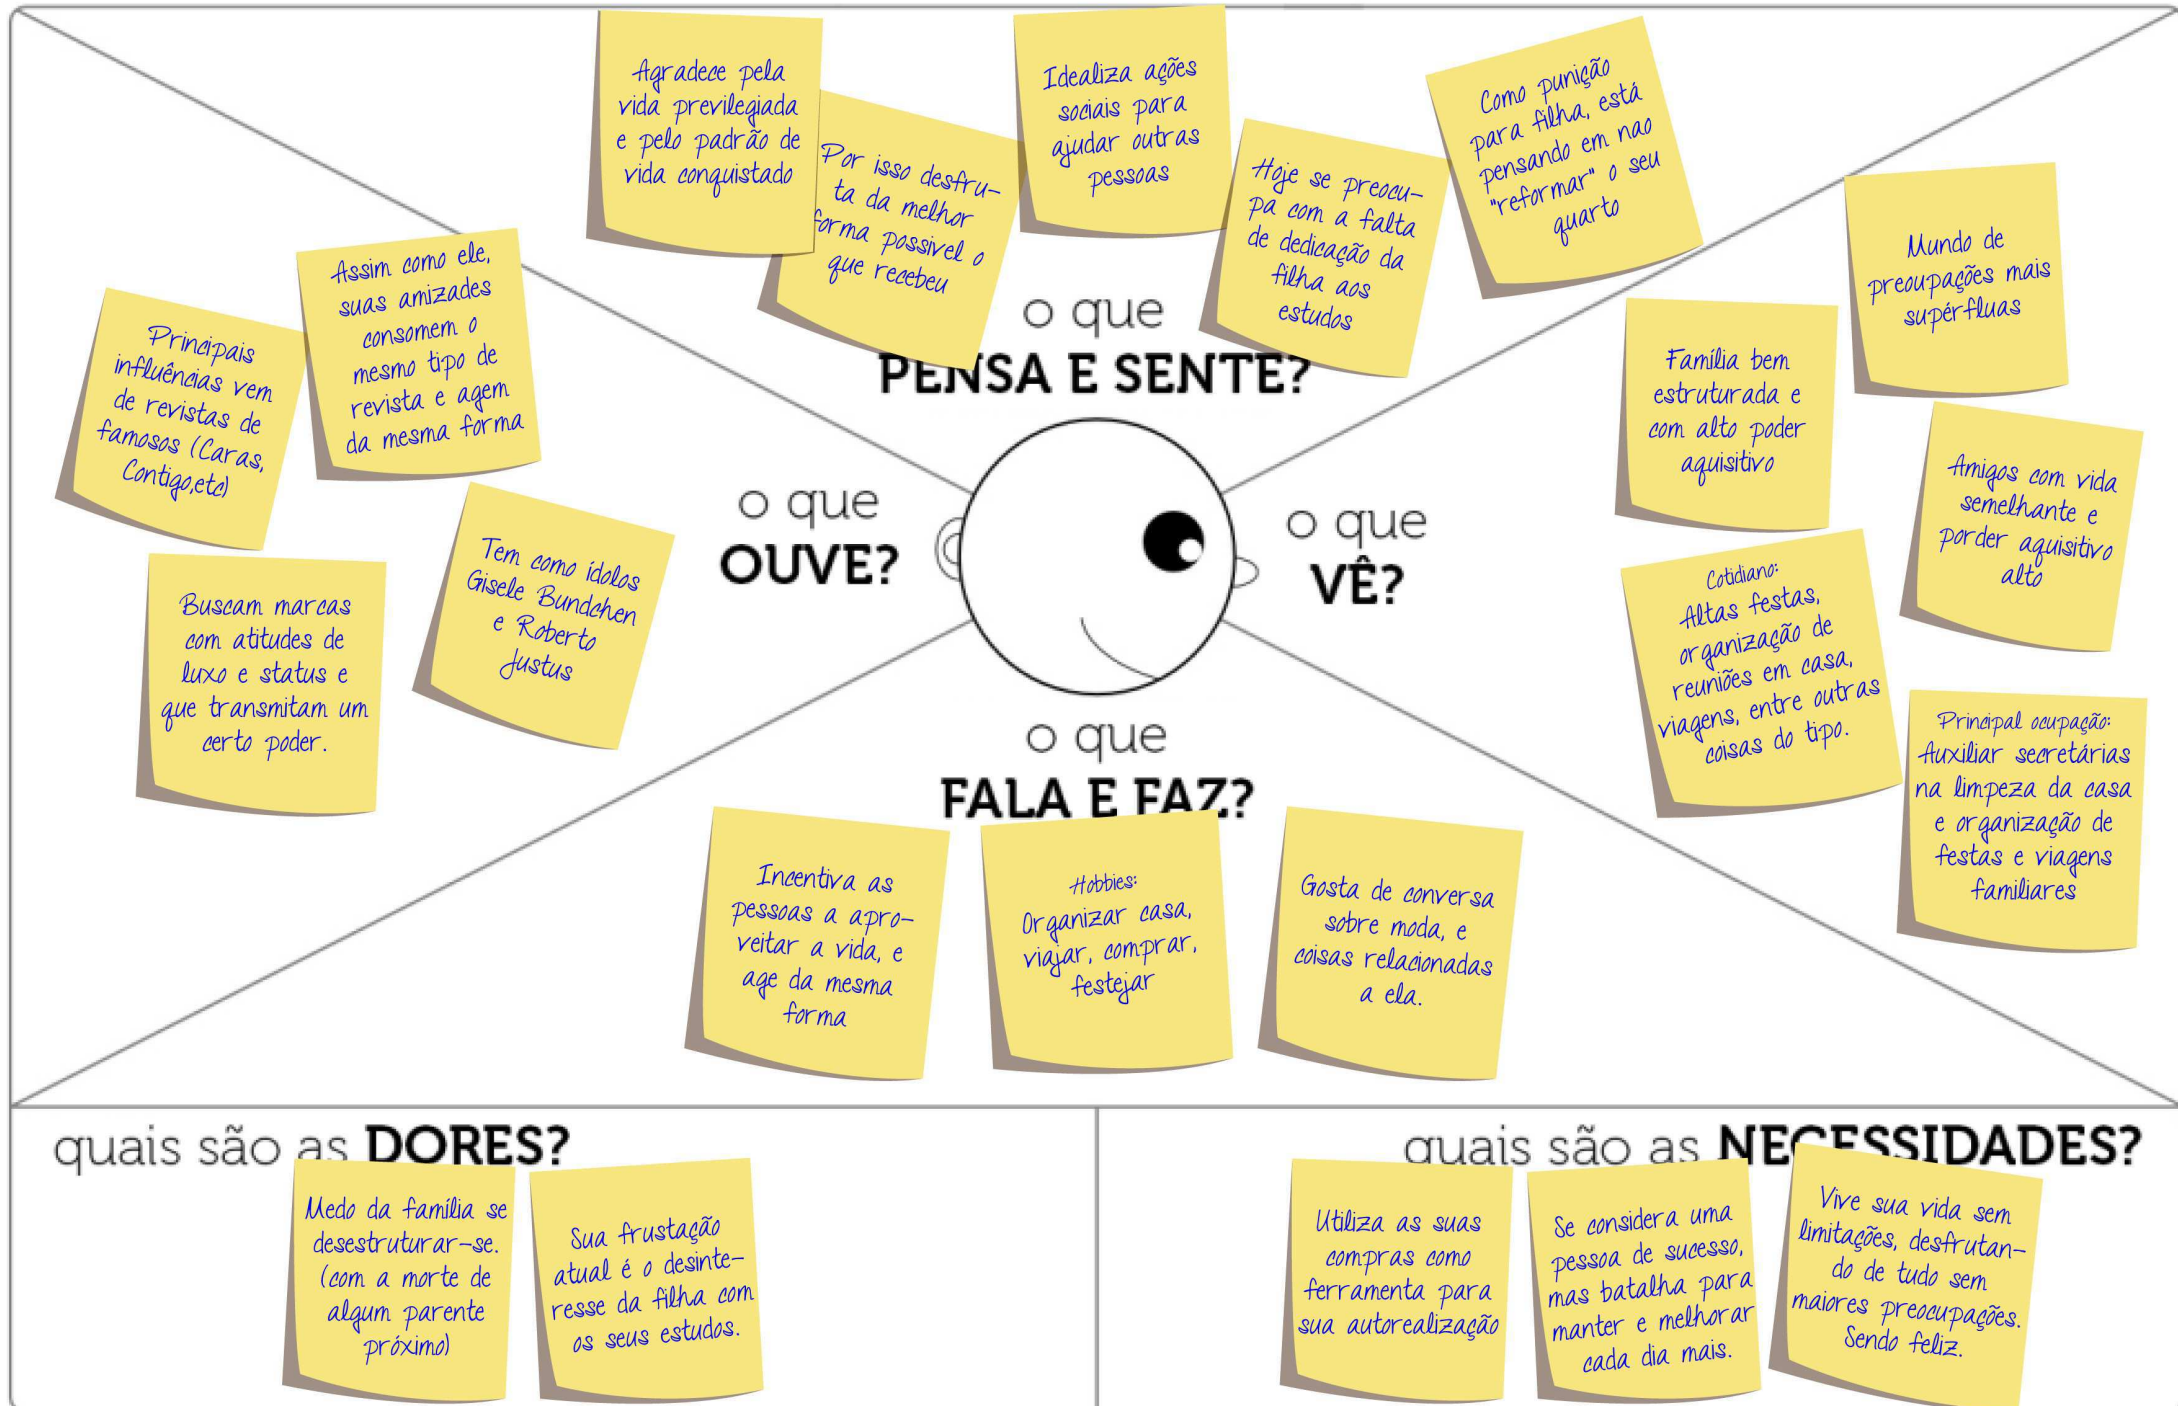 Agradece pela
vida previlegiada
e pelo padrão de
vida conquistado
Por isso desfru-
ta da melhor
forma possivel o
que recebeu
Idealiza ações
sociais para
ajudar outras
pessoas
Hoje se preocu-
pa com a falta
de dedicação da
filha aos
estudos
Como punição
para filha, está
pensando em nao
"reformar" o seu
quarto
o que
PENSA E SENTE?
Assim como ele,
suas amizades
consomem o
mesmo tipo de
revista e agem
da mesma forma
Principais
influências vem
de revistas de
famosos (Caras,
Contigo,etc)
Tem como ídolos
Gisele Bundchen
e Roberto
Justus
Buscam marcas
com atitudes de
luxo e status e
que transmitam um
certo poder.
o que
OUVE?
o que
VÊ?
Mundo de
preoupações mais
supérfluas
Família bem
estruturada e
com alto poder
aquisitivo
Amigos com vida
semelhante e
porder aquisitivo
alto
Cotidiano:
Altas festas,
organização de
reuniões em casa,
viagens, entre outras
coisas do tipo.
Principal ocupação:
Auxiliar secretárias
na limpeza da casa
e organização de
festas e viagens
familiares
o que
FALA E FAZ?
Incentiva as
pessoas a apro-
veitar a vida, e
age da mesma
forma
Hobbies:
Organizar casa,
viajar, comprar,
festejar
Gosta de conversa
sobre moda, e
coisas relacionadas
a ela.
quais são as DORES?
Medo da família se
desestruturar-se.
(com a morte de
algum parente
próximo)
Sua frustação
atual é o desinte-
resse da filha com
os seus estudos.
quais são as NECESSIDADES?
Utiliza as suas
compras como
ferramenta para
sua autorealização
Se considera uma
pessoa de sucesso,
mas batalha para
manter e melhorar
cada dia mais.
Vive sua vida sem
limitações, desfrutan-
do de tudo sem
maiores preocupações.
Sendo feliz.